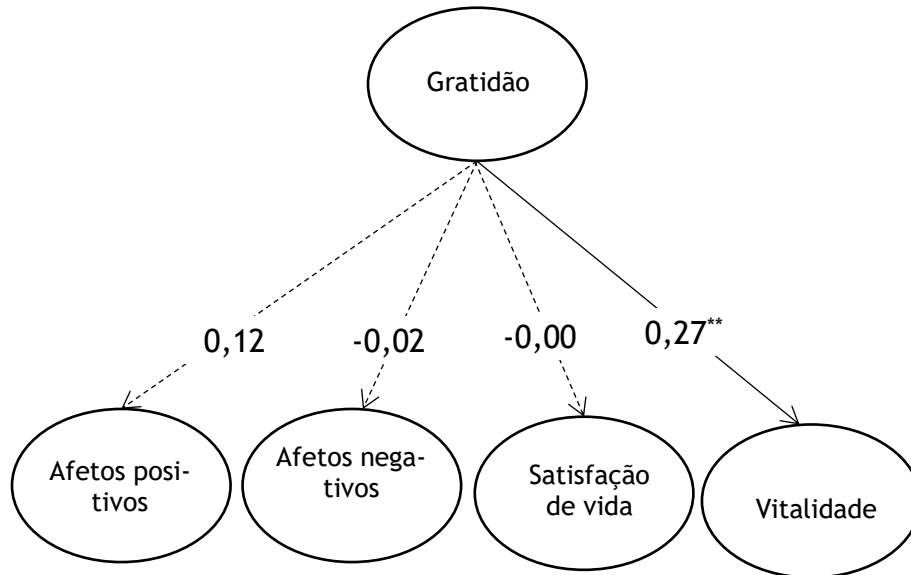 Gratidão
0,12
-0,02
-0,00
0,27**
Afetos posi-
tivos
Afetos nega-
tivos
Satisfação
de vida
Vitalidade